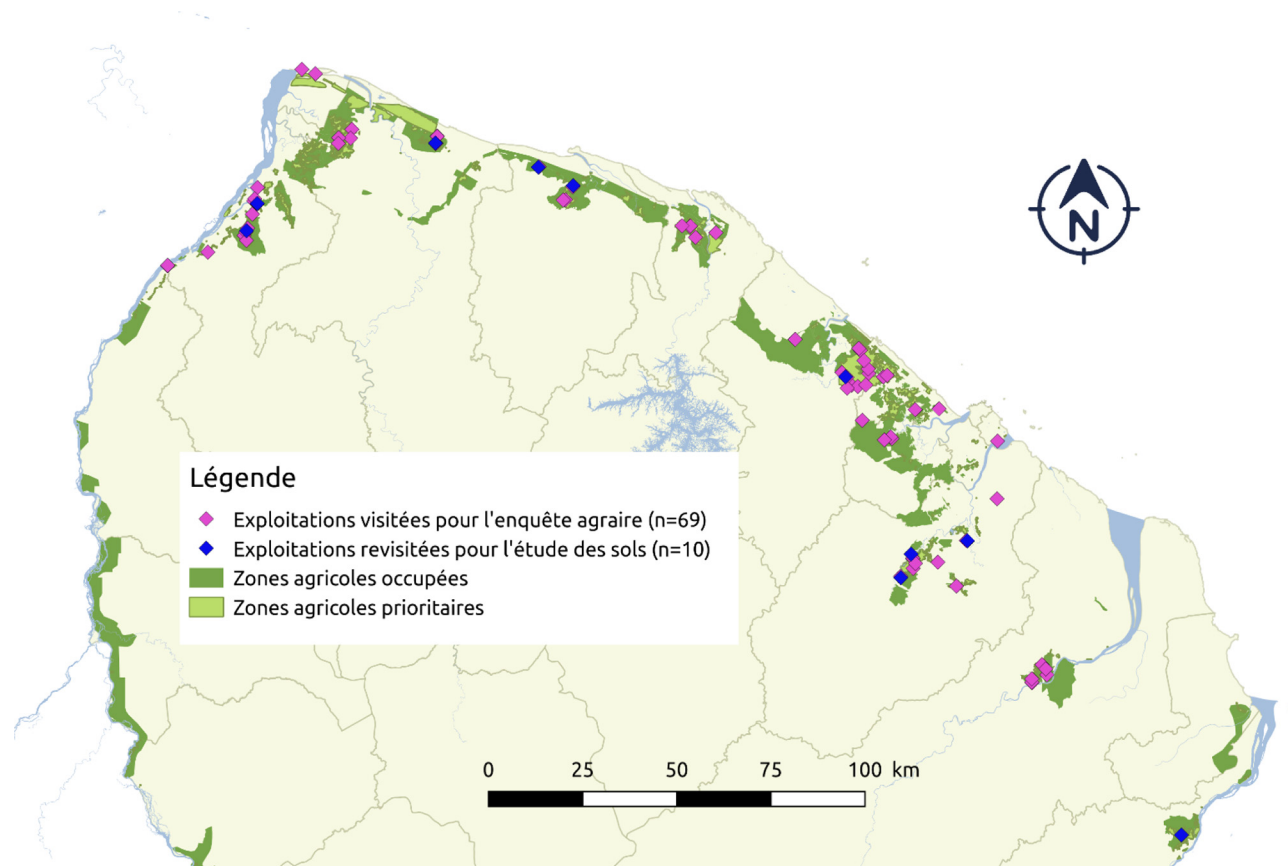 N
Légende
Exploitations visitées pour l'enquête agraire (n=69)
Exploitations revisitées pour l'étude des sols (n=10)
Zones agricoles occupées
Zones agricoles prioritaires
0 25 50 75 100 km